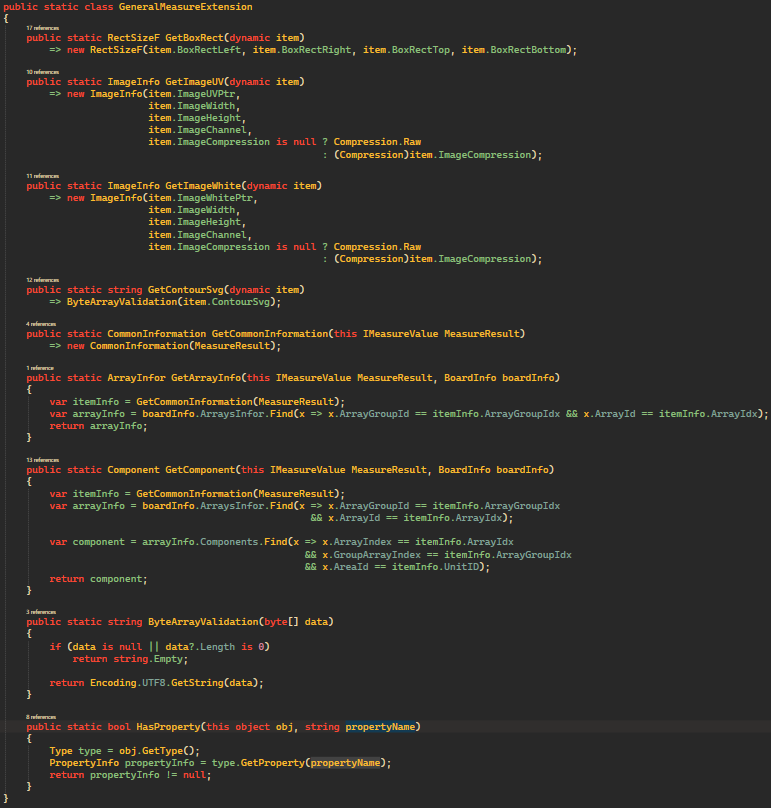 public static class GeneralMeasureExtension
{
17 references
public static RectSizeF GetBoxRect(dynamic item)
=> new RectSizeF(item.BoxRectLeft, item.BoxRectRight, item.BoxRectTop, item.BoxRectBottom);
10 references
public static ImageInfo GetImageUV(dynamic item)
=> new ImageInfo(item.ImageUVPtr,
item.ImageWidth,
item.ImageHeight,
item.ImageChannel,
item.ImageCompression is null ? Compression.Raw
: (Compression)item.ImageCompression);
11 references
public static ImageInfo GetImageWhite(dynamic item)
=> new ImageInfo(item.ImageWhitePtr,
item.ImageWidth,
item.ImageHeight,
item.ImageChannel,
item.ImageCompression is null ? Compression.Raw
: (Compression)item.ImageCompression);
12 references
public static string GetContourSvg(dynamic item)
=> ByteArrayValidation(item.ContourSvg);
4 references
public static CommonInformation GetCommonInformation(this IMeasureValue MeasureResult)
=> new CommonInformation(MeasureResult);
1 reference
public static ArrayInfor GetArrayInfo(this IMeasureValue MeasureResult, BoardInfo boardInfo)
{
var itemInfo = GetCommonInformation(MeasureResult);
var arrayInfo = boardInfo.ArraysInfor.Find(x => x.ArrayGroupId == itemInfo.ArrayGroupIdx && x.ArrayId == itemInfo.ArrayIdx);
return arrayInfo;
}
13 references
public static Component GetComponent(this IMeasureValue MeasureResult, BoardInfo boardInfo)
{
var itemInfo = GetCommonInformation(MeasureResult);
var arrayInfo = boardInfo.ArraysInfor.Find(x => x.ArrayGroupId == itemInfo.ArrayGroupIdx
&& x.ArrayId == itemInfo.ArrayIdx);
var component = arrayInfo.Components.Find(x => x.ArrayIndex == itemInfo.ArrayIdx
&& x.GroupArrayIndex == itemInfo.ArrayGroupIdx
&& x.AreaId == itemInfo.UnitID);
return component;
}
3 references
public static string ByteArrayValidation(byte[] data)
{
if (data is null || data?.Length is 0)
return string.Empty;
return Encoding.UTF8.GetString(data);
}
8 references
public static bool HasProperty(this object obj, string propertyName)
{
Type type = obj.GetType();
PropertyInfo propertyInfo = type.GetProperty(propertyName);
return propertyInfo != null;
}
}